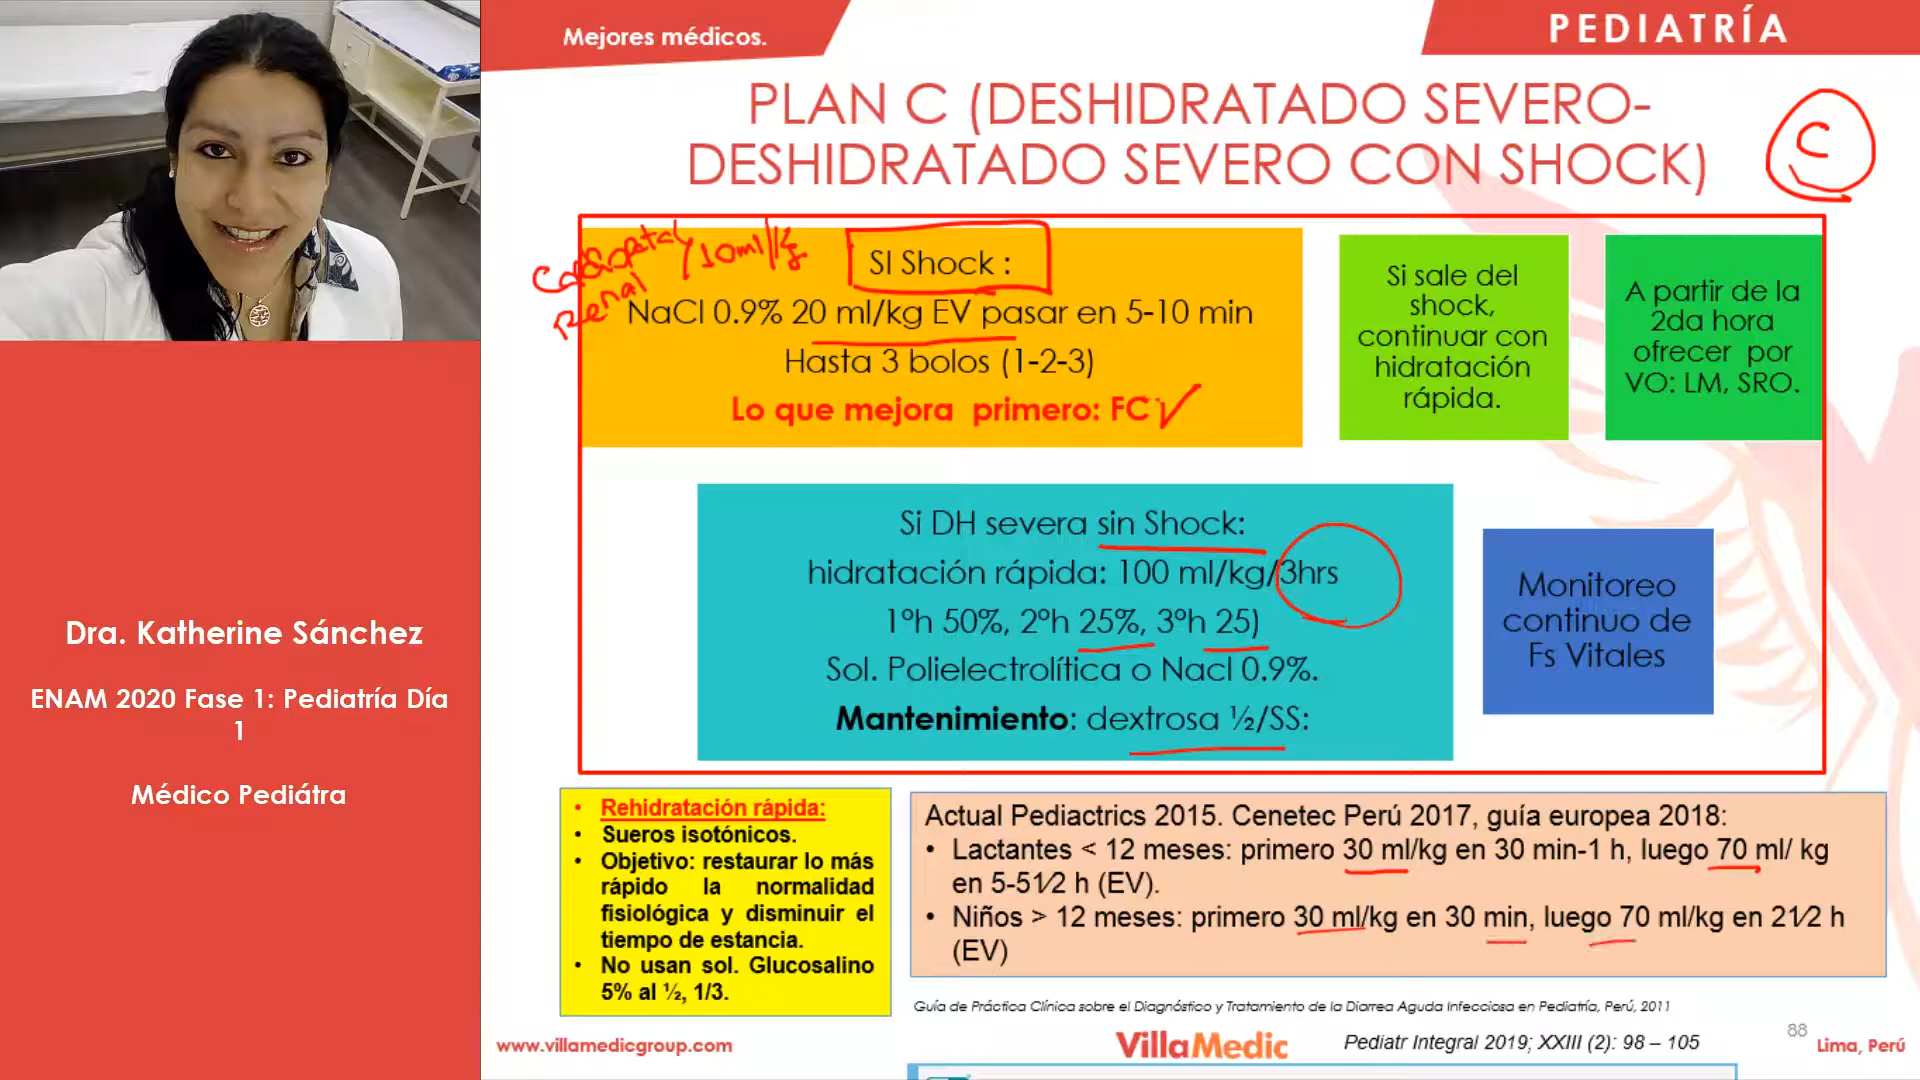 Mejores médicos.
PEDIATRÍA
PLAN C (DESHIDRATADO SEVERO-
DESHIDRATADO SEVERO CON SHOCK)
C
10ml/kg
Renal
SI Shock :
NaCl 0.9% 20 ml/kg EV pasar en 5-10 min
Hasta 3 bolos (1-2-3)
Lo que mejora primero: FC
Si sale del
shock,
continuar con
hidratación
rápida.
A partir de la
2da hora
ofrecer por
VO: LM, SRO.
Si DH severa sin Shock:
hidratación rápida: 100 ml/kg/3hrs
1°h 50%, 2°h 25%, 3°h 25)
Sol. Polielectrolítica o Nacl 0.9%.
Mantenimiento: dextrosa ½/SS:
Monitoreo
continuo de
Fs Vitales
Dra. Katherine Sánchez
ENAM 2020 Fase 1: Pediatría Día
1
Médico Pediátra
• Rehidratación rápida:
• Sueros isotónicos.
• Objetivo: restaurar lo más
rápido la normalidad
fisiológica y disminuir el
tiempo de estancia.
• No usan sol. Glucosalino
5% al ½, 1/3.
Actual Pediactrics 2015. Cenetec Perú 2017, guía europea 2018:
• Lactantes < 12 meses: primero 30 ml/kg en 30 min-1 h, luego 70 ml/ kg
en 5-51⁄2 h (EV).
• Niños > 12 meses: primero 30 ml/kg en 30 min, luego 70 ml/kg en 21⁄2 h
(EV)
Guía de Práctica Clínica sobre el Diagnóstico y Tratamiento de la Diarrea Aguda Infecciosa en Pediatría, Perú, 2011
www.villamedicgroup.com
VillaMedic
Pediatr Integral 2019; XXIII (2): 98 – 105
88
Lima, Perú